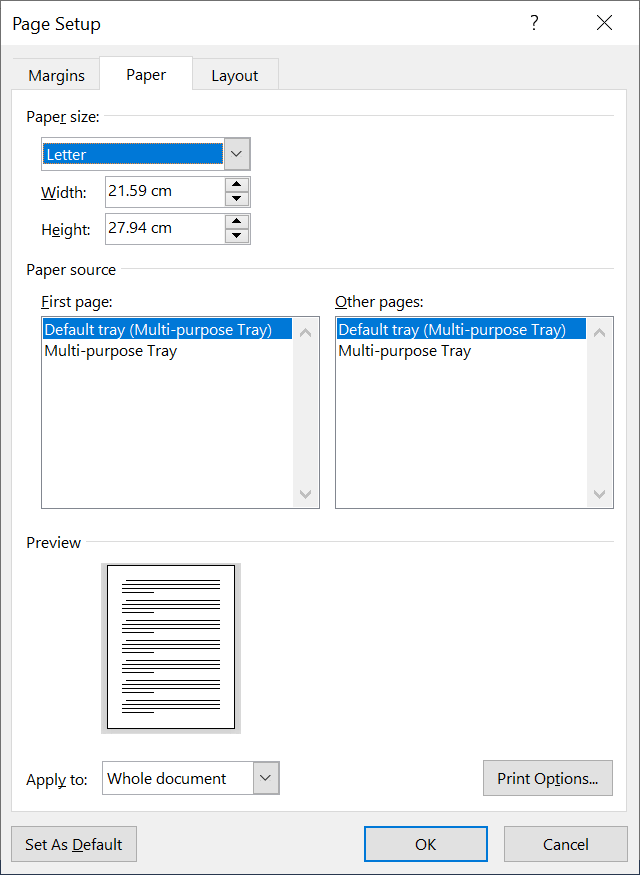 Page Setup ?
Margins Paper Layout
Paper size:
Letter
Width: 21.59 cm
Height: 27.94 cm
Paper source
First page: Other pages:
Default tray (Multi-purpose Tray) Default tray (Multi-purpose Tray)
Multi-purpose Tray Multi-purpose Tray
Preview
Apply to: Whole document Print Options...
Set As Default OK Cancel